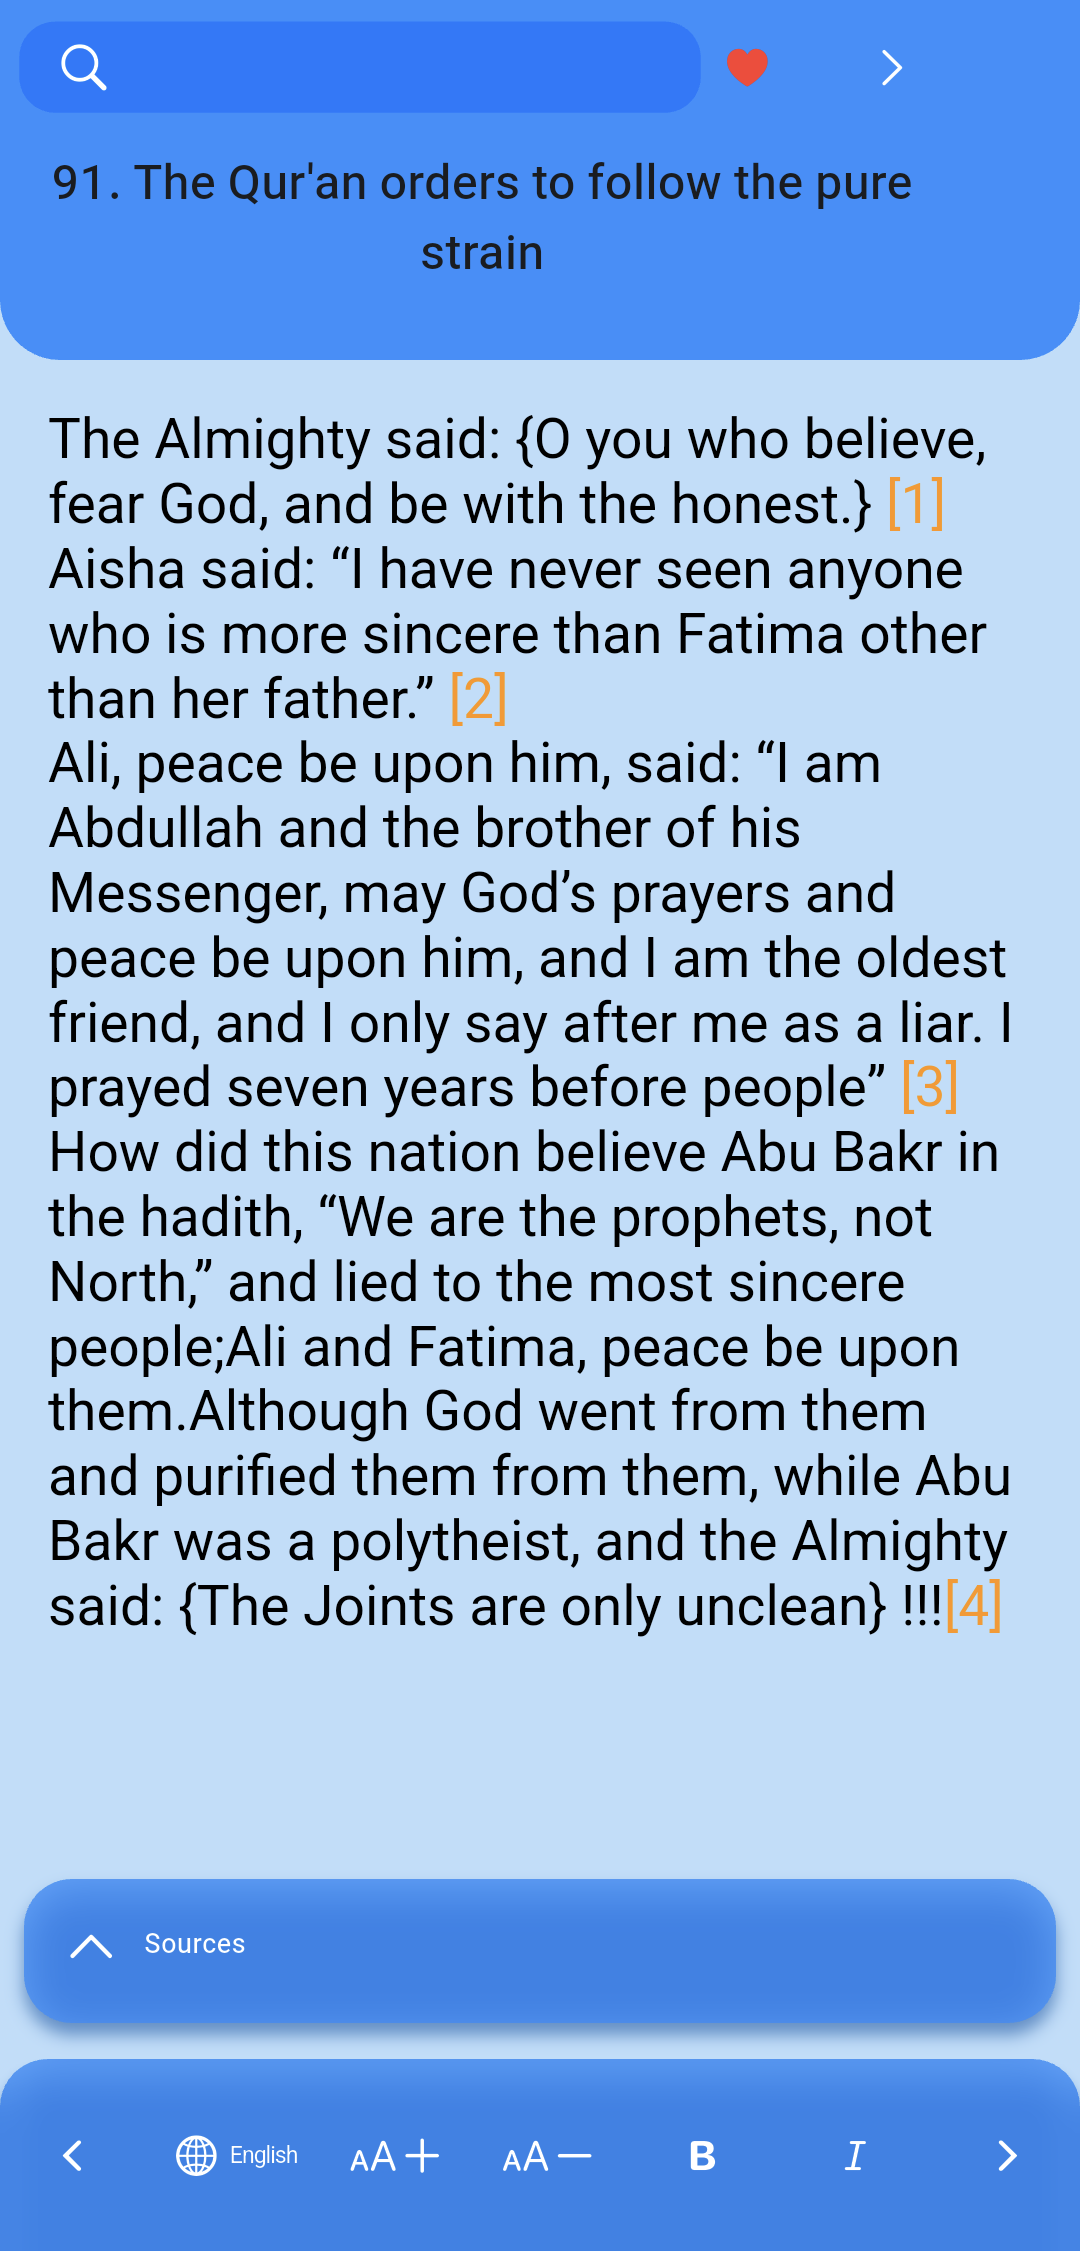 91. The Qur'an orders to follow the pure
strain
The Almighty said: {O you who believe,
fear God, and be with the honest.} [1]
Aisha said: “I have never seen anyone
who is more sincere than Fatima other
than her father.” [2]
Ali, peace be upon him, said: “I am
Abdullah and the brother of his
Messenger, may God’s prayers and
peace be upon him, and I am the oldest
friend, and I only say after me as a liar. I
prayed seven years before people” [3]
How did this nation believe Abu Bakr in
the hadith, “We are the prophets, not
North,” and lied to the most sincere
people;Ali and Fatima, peace be upon
them.Although God went from them
and purified them from them, while Abu
Bakr was a polytheist, and the Almighty
said: {The Joints are only unclean} !!![4]
Sources
English AA+ AA− B I